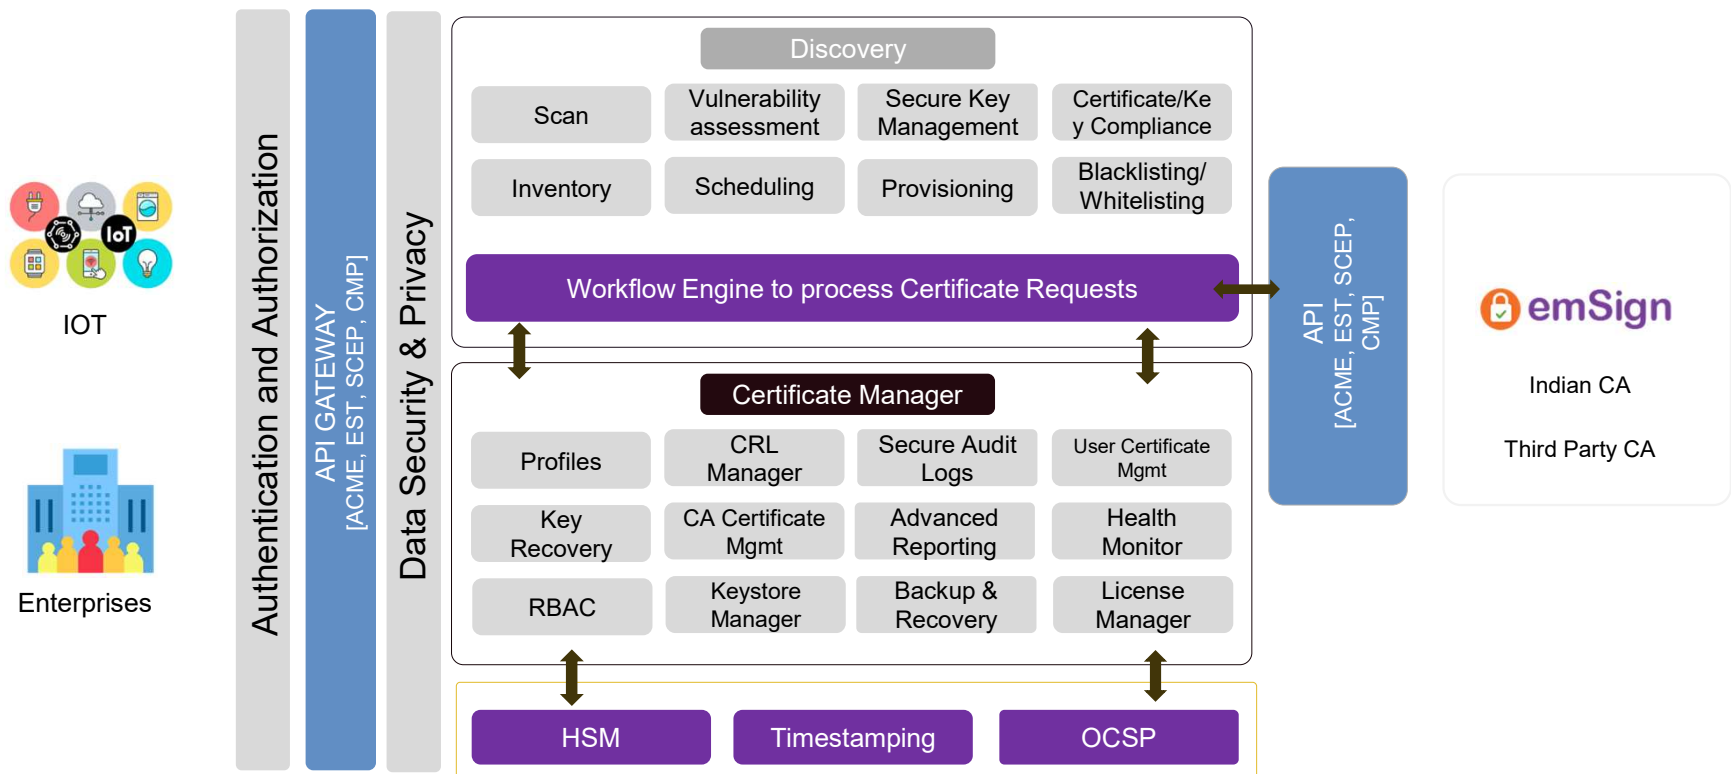 IoT
IOT
Enterprises
Authentication and Authorization
API GATEWAY
[ACME, EST, SCEP, CMP]
Data Security & Privacy
Discovery
Scan
Vulnerability
assessment
Secure Key
Management
Certificate/Ke
y Compliance
Inventory
Scheduling
Provisioning
Blacklisting/
Whitelisting
Workflow Engine to process Certificate Requests
Certificate Manager
Profiles
CRL
Manager
Secure Audit
Logs
User Certificate
Mgmt
Key
Recovery
CA Certificate
Mgmt
Advanced
Reporting
Health
Monitor
RBAC
Keystore
Manager
Backup &
Recovery
License
Manager
HSM
Timestamping
OCSP
API
[ACME, EST, SCEP,
CMP]
emSign
Indian CA
Third Party CA